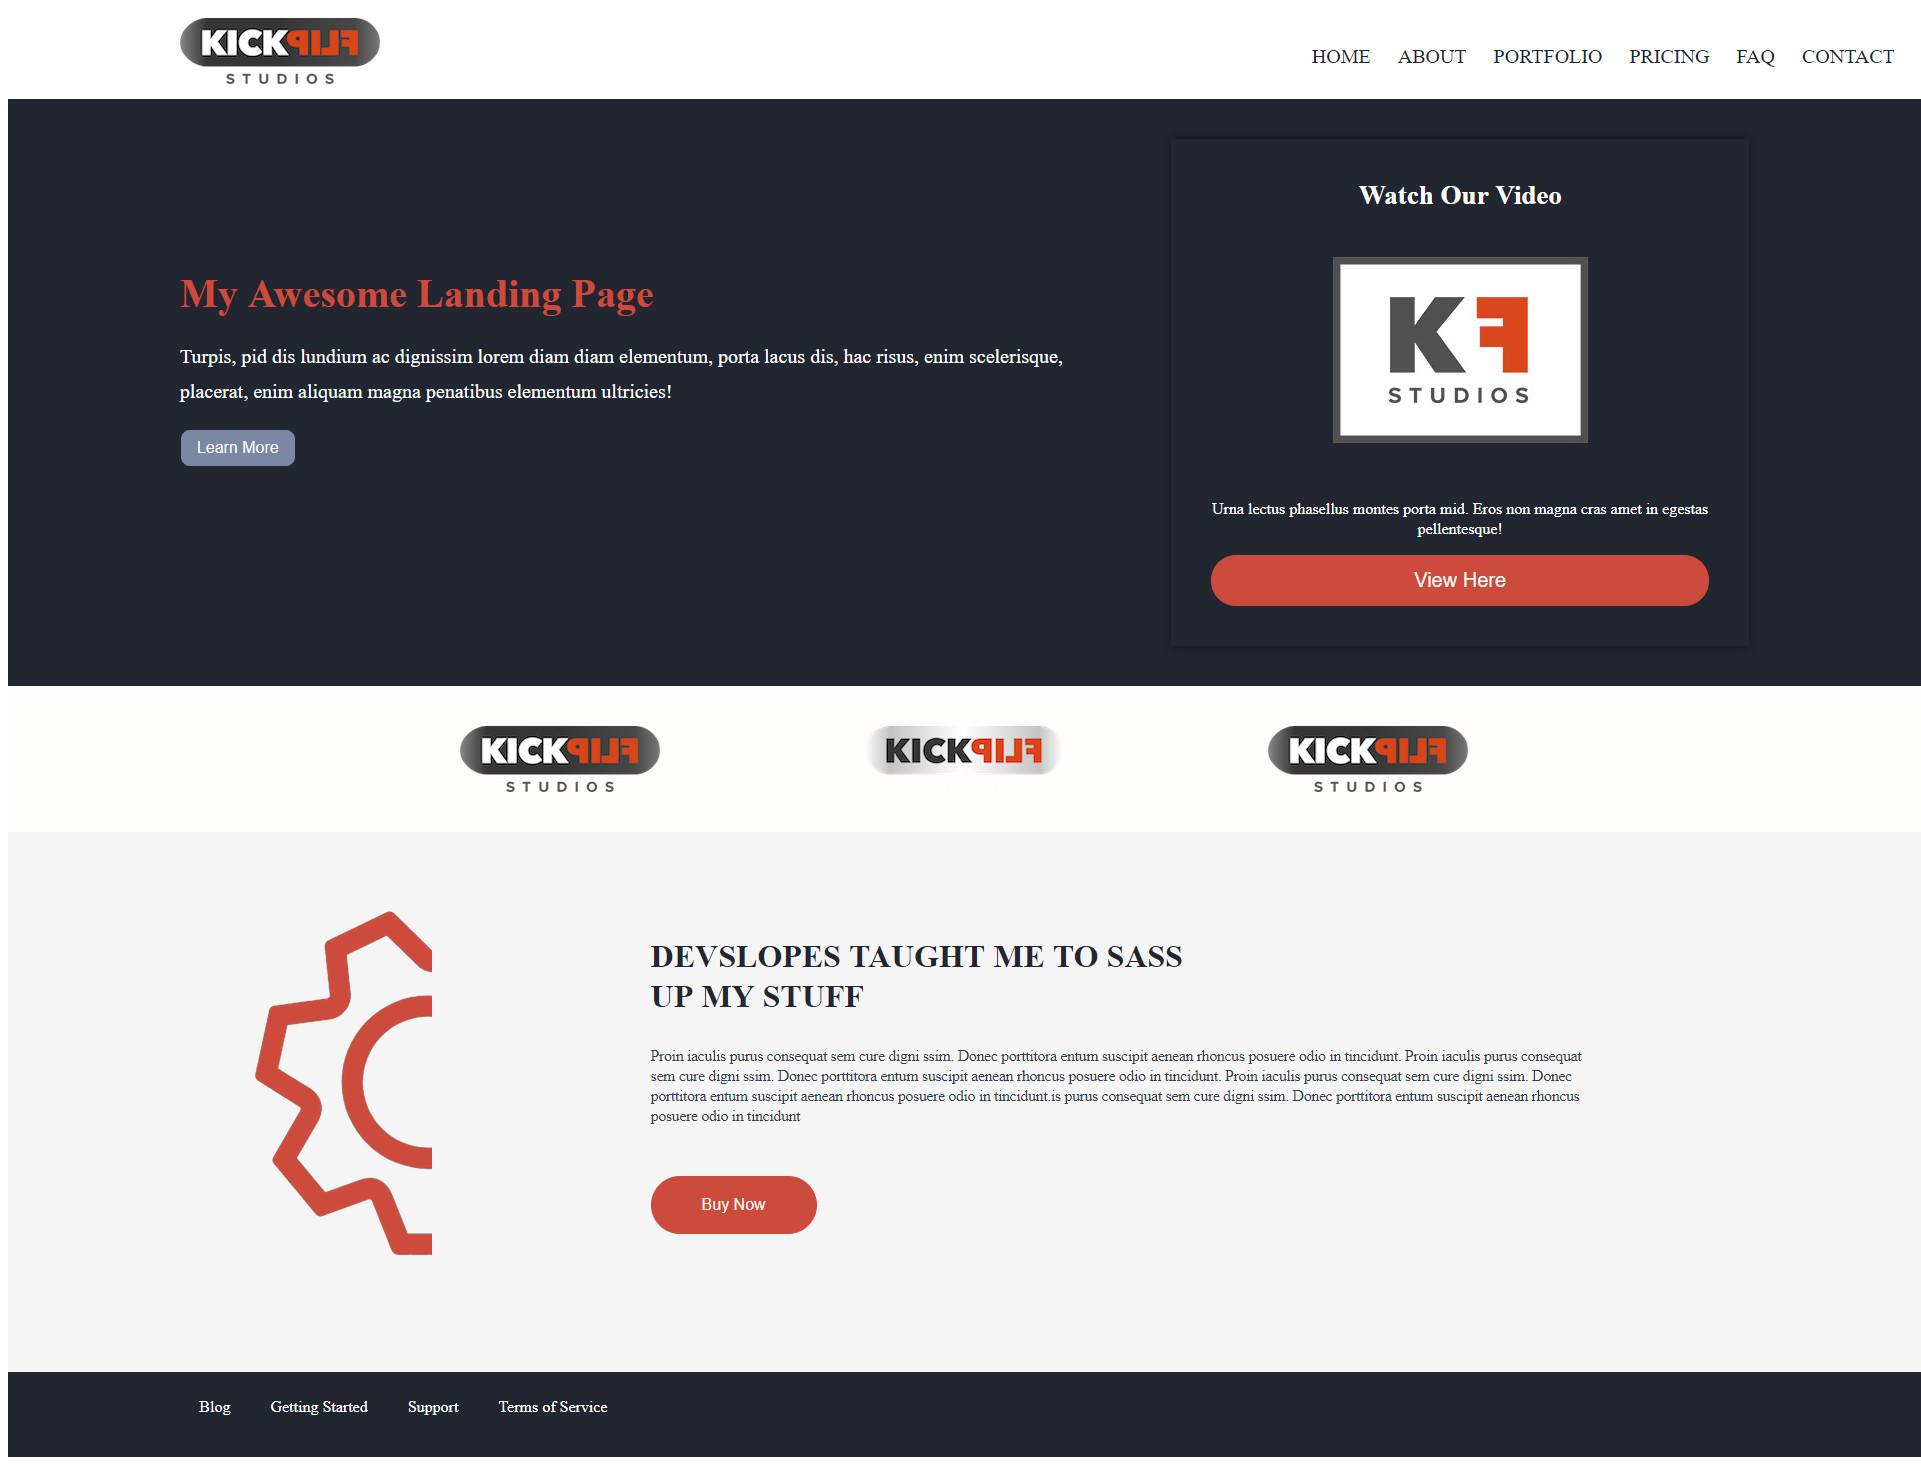 KICKFLIP
STUDIOS
HOME ABOUT PORTFOLIO PRICING FAQ CONTACT
My Awesome Landing Page
Turpis, pid dis lundium ac dignissim lorem diam diam elementum, porta lacus dis, hac risus, enim scelerisque,
placerat, enim aliquam magna penatibus elementum ultricies!
Learn More
Watch Our Video
KF
STUDIOS
Urna lectus phasellus montes porta mid. Eros non magna cras amet in egestas
pellentesque!
View Here
KICKFLIP
STUDIOS
KICKFLIP
KICKFLIP
STUDIOS
DEVSLOPES TAUGHT ME TO SASS
UP MY STUFF
Proin iaculis purus consequat sem cure digni ssim. Donec porttitora entum suscipit aenean rhoncus posuere odio in tincidunt. Proin iaculis purus consequat
sem cure digni ssim. Donec porttitora entum suscipit aenean rhoncus posuere odio in tincidunt. Proin iaculis purus consequat sem cure digni ssim. Donec
porttitora entum suscipit aenean rhoncus posuere odio in tincidunt.is purus consequat sem cure digni ssim. Donec porttitora entum suscipit aenean rhoncus
posuere odio in tincidunt
Buy Now
Blog Getting Started Support Terms of Service